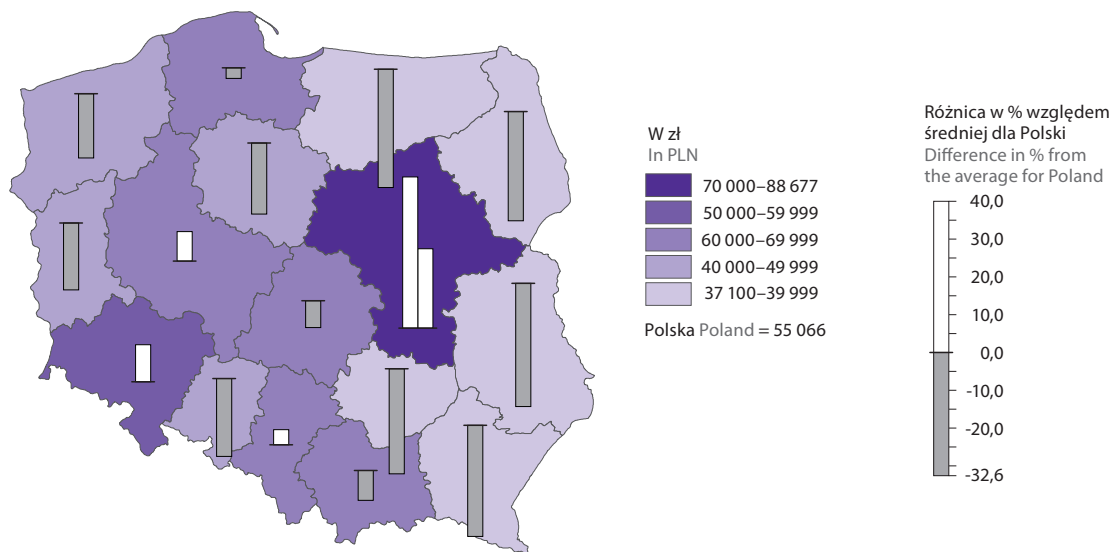 W zł
In PLN
70 000–88 677
50 000–59 999
60 000–69 999
40 000–49 999
37 100–39 999
Polska Poland = 55 066
Różnica w % względem
średniej dla Polski
Difference in % from
the average for Poland
40,0
30,0
20,0
10,0
0,0
-10,0
-20,0
-32,6